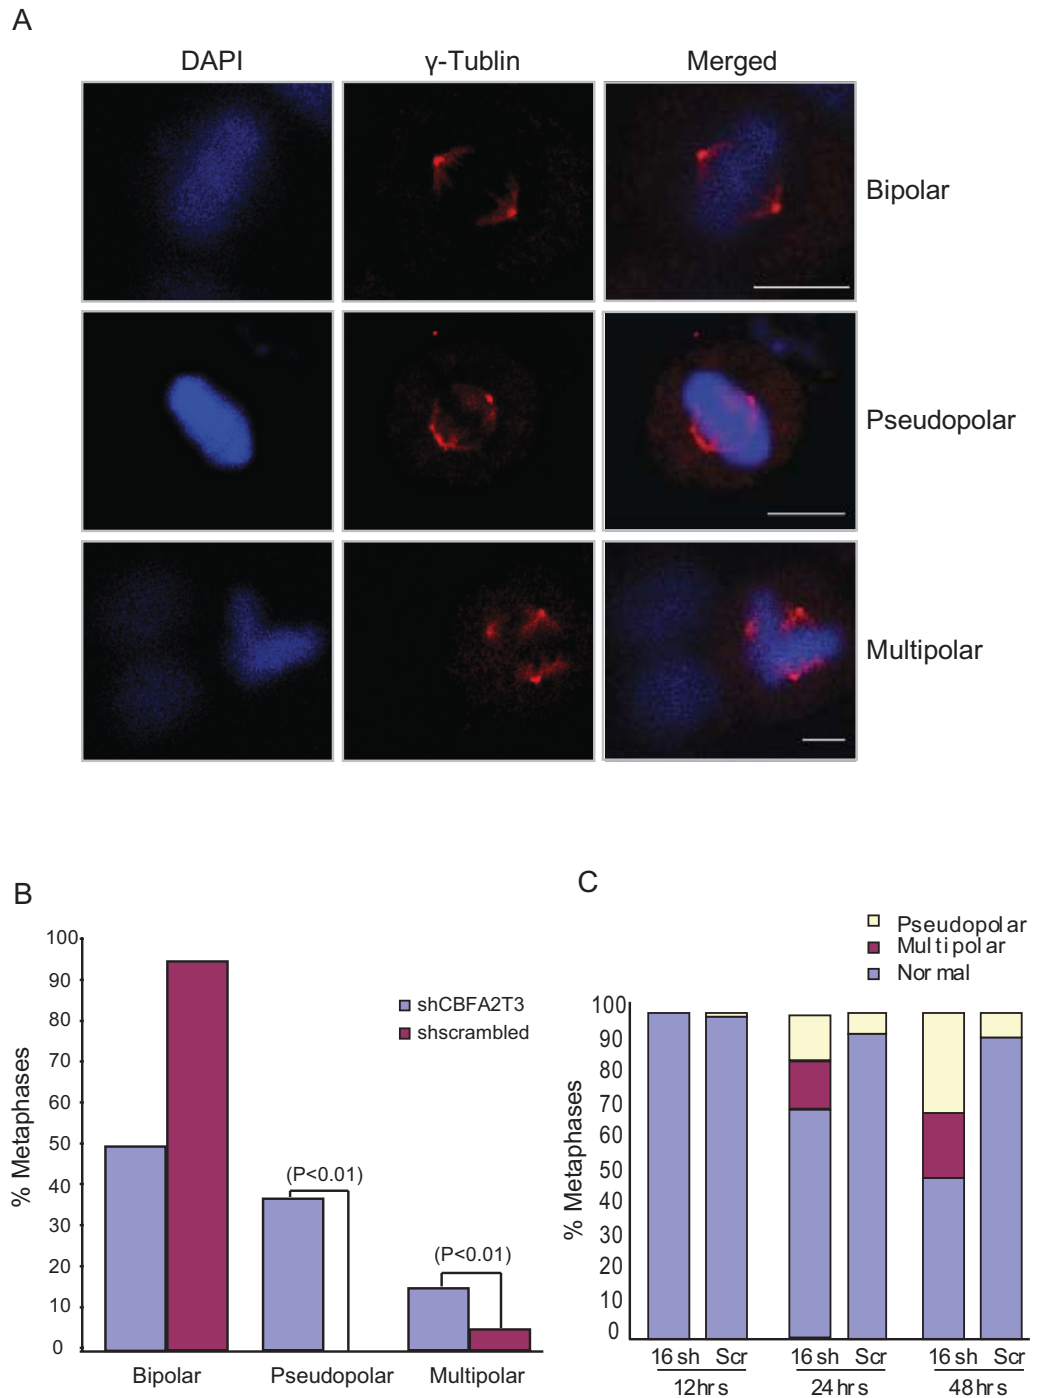 A
DAPI
γ-Tublin
Merged
Bipolar
Pseudopolar
Multipolar
B
% Metaphases
100
90
80
70
60
50
40
30
20
10
0
shCBFA2T3
shscrambled
(P<0.01)
(P<0.01)
Bipolar
Pseudopolar
Multipolar
C
Pseudopolar
Multipolar
Normal
% Metaphases
100
90
80
70
60
50
40
30
20
10
0
16 sh Scr 16 sh Scr 16 sh Scr
12hrs 24hrs 48hrs